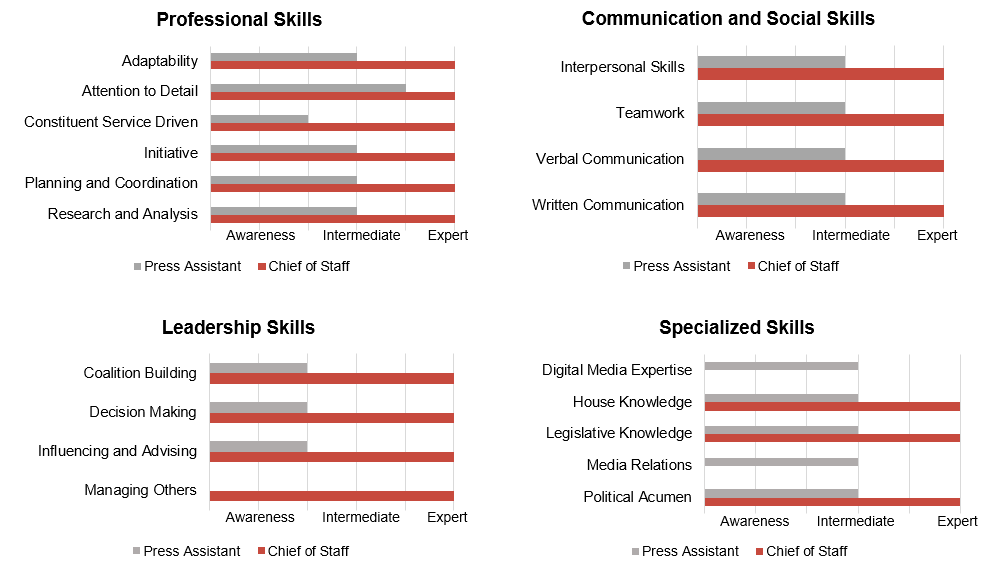 Professional Skills
Adaptability
Attention to Detail
Constituent Service Driven
Initiative
Planning and Coordination
Research and Analysis
Awareness Intermediate Expert
Press Assistant Chief of Staff
Communication and Social Skills
Interpersonal Skills
Teamwork
Verbal Communication
Written Communication
Awareness Intermediate Expert
Press Assistant Chief of Staff
Leadership Skills
Coalition Building
Decision Making
Influencing and Advising
Managing Others
Awareness Intermediate Expert
Press Assistant Chief of Staff
Specialized Skills
Digital Media Expertise
House Knowledge
Legislative Knowledge
Media Relations
Political Acumen
Awareness Intermediate Expert
Press Assistant Chief of Staff